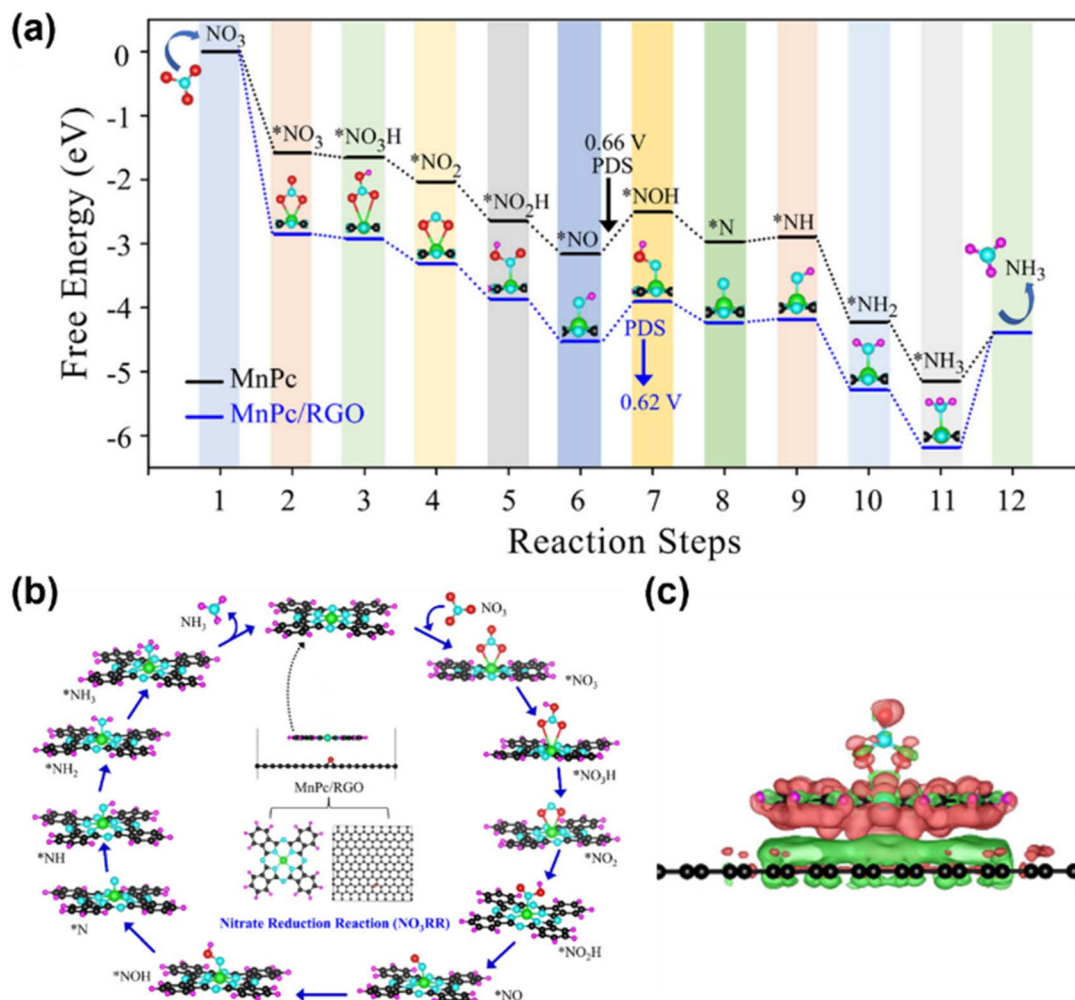 (a)
NO3
0
-1
-2
-3
-4
-5
-6
Free Energy (eV)
*NO3
*NO3H
*NO2
*NO2H
*NO
0.66 V
PDS
*NOH
*N
*NH
*NH2
*NH3
NH3
PDS
0.62 V
MnPc
MnPc/RGO
1 2 3 4 5 6 7 8 9 10 11 12
Reaction Steps
(b)
NO3
*NO3
*NO3H
*NO2
*NO2H
*NO
*NOH
*N
*NH
*NH2
*NH3
NH3
MnPc/RGO
Nitrate Reduction Reaction (NO3RR)
(c)